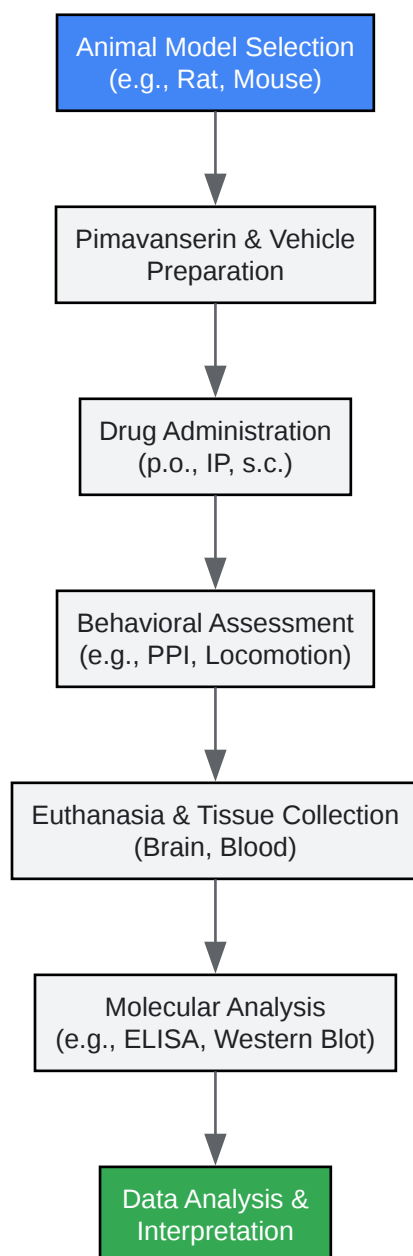 Animal Model Selection
(e.g., Rat, Mouse)
Pimavanserin & Vehicle
Preparation
Drug Administration
(p.o., IP, s.c.)
Behavioral Assessment
(e.g., PPI, Locomotion)
Euthanasia & Tissue Collection
(Brain, Blood)
Molecular Analysis
(e.g., ELISA, Western Blot)
Data Analysis &
Interpretation